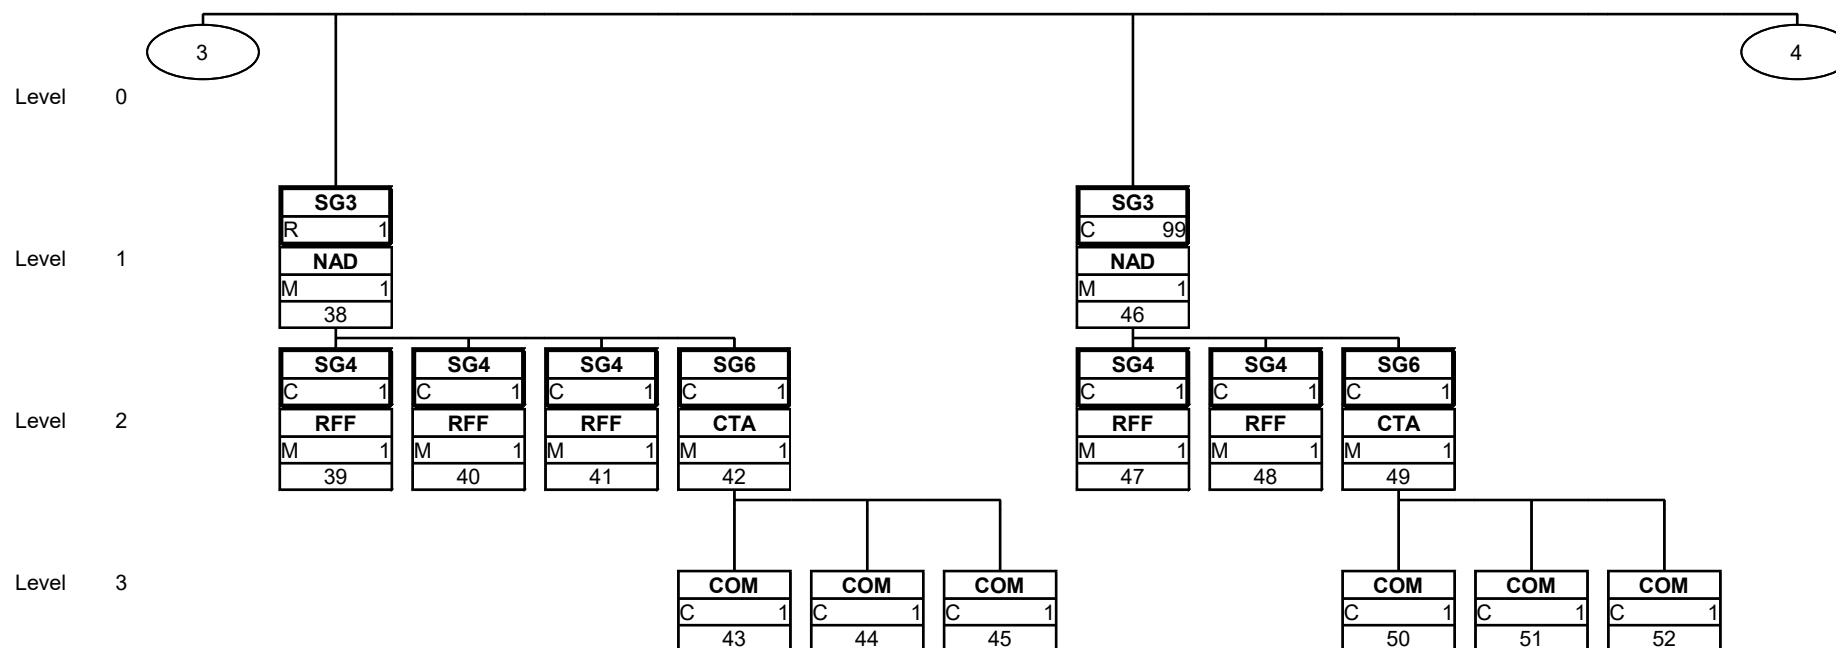 3 4
Level 0
SG3 SG3
R 1 C 99
Level 1 NAD NAD
M 1 M 1
38 46
SG4 SG4 SG4 SG6 SG4 SG4 SG6
C 1 C 1 C 1 C 1 C 1 C 1 C 1
Level 2 RFF RFF RFF CTA RFF RFF CTA
M 1 M 1 M 1 M 1 M 1 M 1 M 1
39 40 41 42 47 48 49
Level 3 COM COM COM COM COM COM
C 1 C 1 C 1 C 1 C 1 C 1
43 44 45 50 51 52